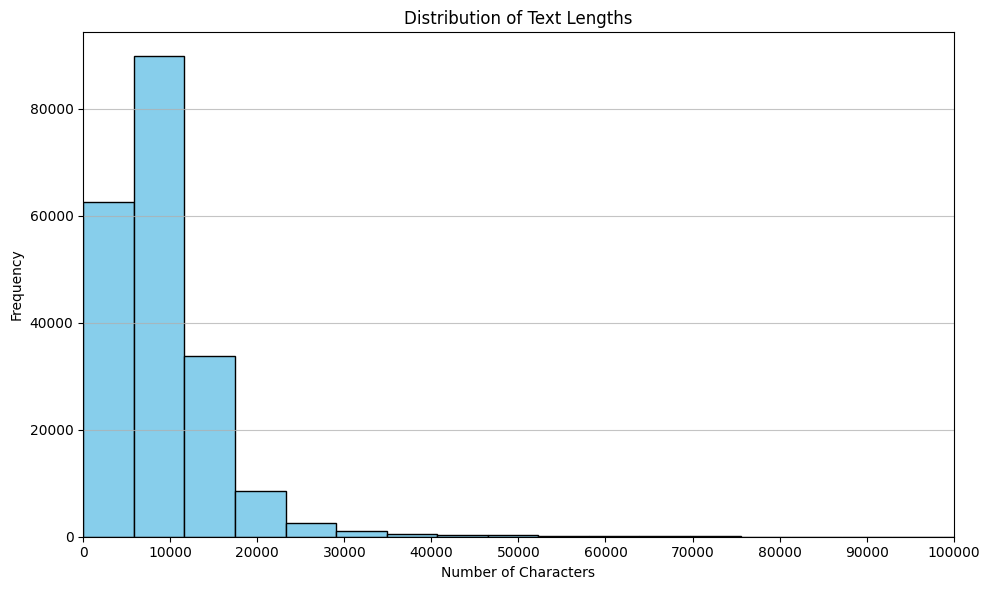 Distribution of Text Lengths
Frequency
80000
60000
40000
20000
0
0 10000 20000 30000 40000 50000 60000 70000 80000 90000 100000
Number of Characters